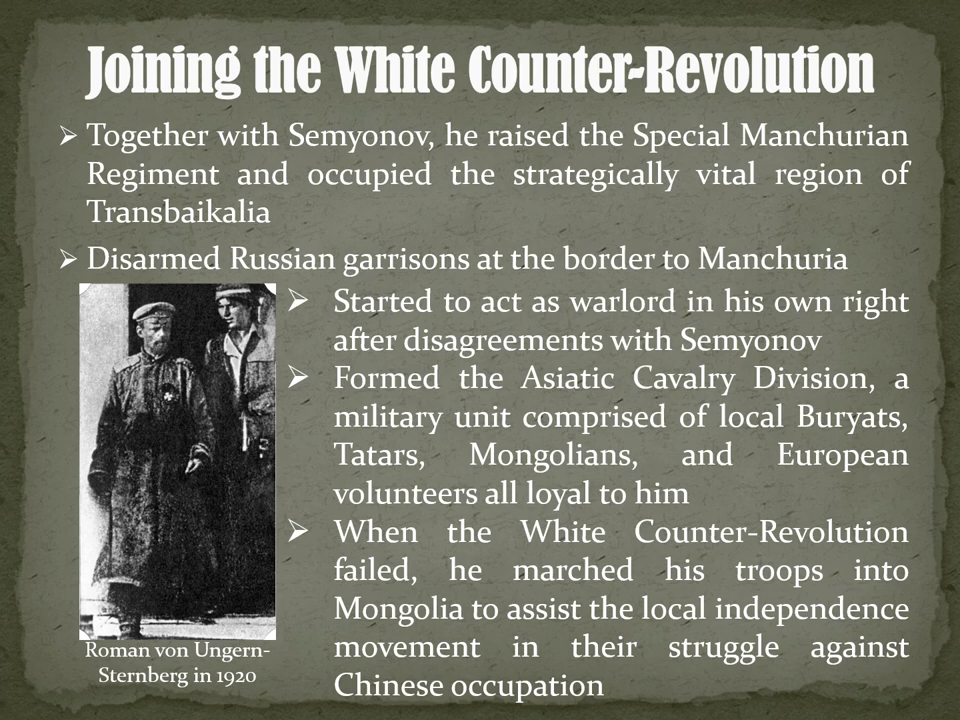 Joining the White Counter-Revolution
➢ Together with Semyonov, he raised the Special Manchurian
Regiment and occupied the strategically vital region of
Transbaikalia
➢ Disarmed Russian garrisons at the border to Manchuria
➢ Started to act as warlord in his own right
after disagreements with Semyonov
➢ Formed the Asiatic Cavalry Division, a
military unit comprised of local Buryats,
Tatars, Mongolians, and European
volunteers all loyal to him
➢ When the White Counter-Revolution
failed, he marched his troops into
Mongolia to assist the local independence
movement in their struggle against
Chinese occupation
Roman von Ungern-
Sternberg in 1920